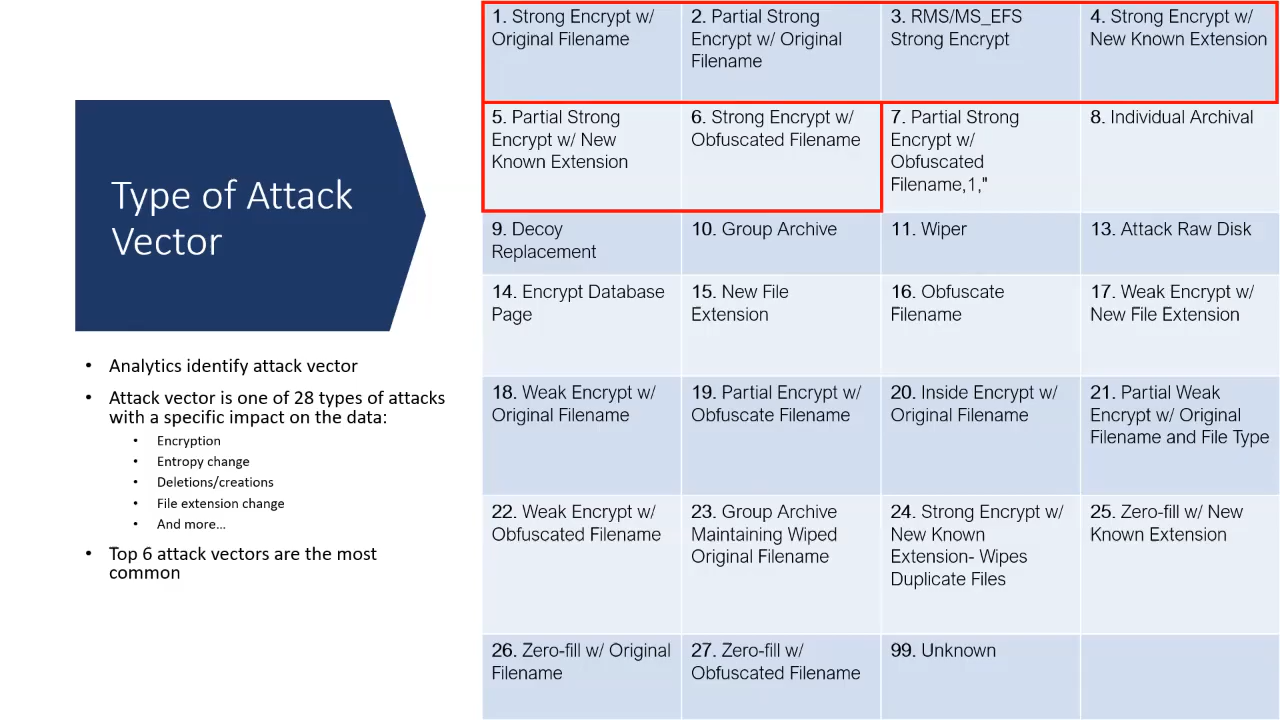 Type of Attack
Vector
• Analytics identify attack vector
• Attack vector is one of 28 types of attacks
with a specific impact on the data:
• Encryption
• Entropy change
• Deletions/creations
• File extension change
• And more...
• Top 6 attack vectors are the most
common
1. Strong Encrypt w/
Original Filename
2. Partial Strong
Encrypt w/ Original
Filename
3. RMS/MS_EFS
Strong Encrypt
4. Strong Encrypt w/
New Known Extension
5. Partial Strong
Encrypt w/ New
Known Extension
6. Strong Encrypt w/
Obfuscated Filename
7. Partial Strong
Encrypt w/
Obfuscated
Filename,1,"
8. Individual Archival
9. Decoy
Replacement
10. Group Archive
11. Wiper
13. Attack Raw Disk
14. Encrypt Database
Page
15. New File
Extension
16. Obfuscate
Filename
17. Weak Encrypt w/
New File Extension
18. Weak Encrypt w/
Original Filename
19. Partial Encrypt w/
Obfuscate Filename
20. Inside Encrypt w/
Original Filename
21. Partial Weak
Encrypt w/ Original
Filename and File Type
22. Weak Encrypt w/
Obfuscated Filename
23. Group Archive
Maintaining Wiped
Original Filename
24. Strong Encrypt w/
New Known
Extension- Wipes
Duplicate Files
25. Zero-fill w/ New
Known Extension
26. Zero-fill w/ Original
Filename
27. Zero-fill w/
Obfuscated Filename
99. Unknown